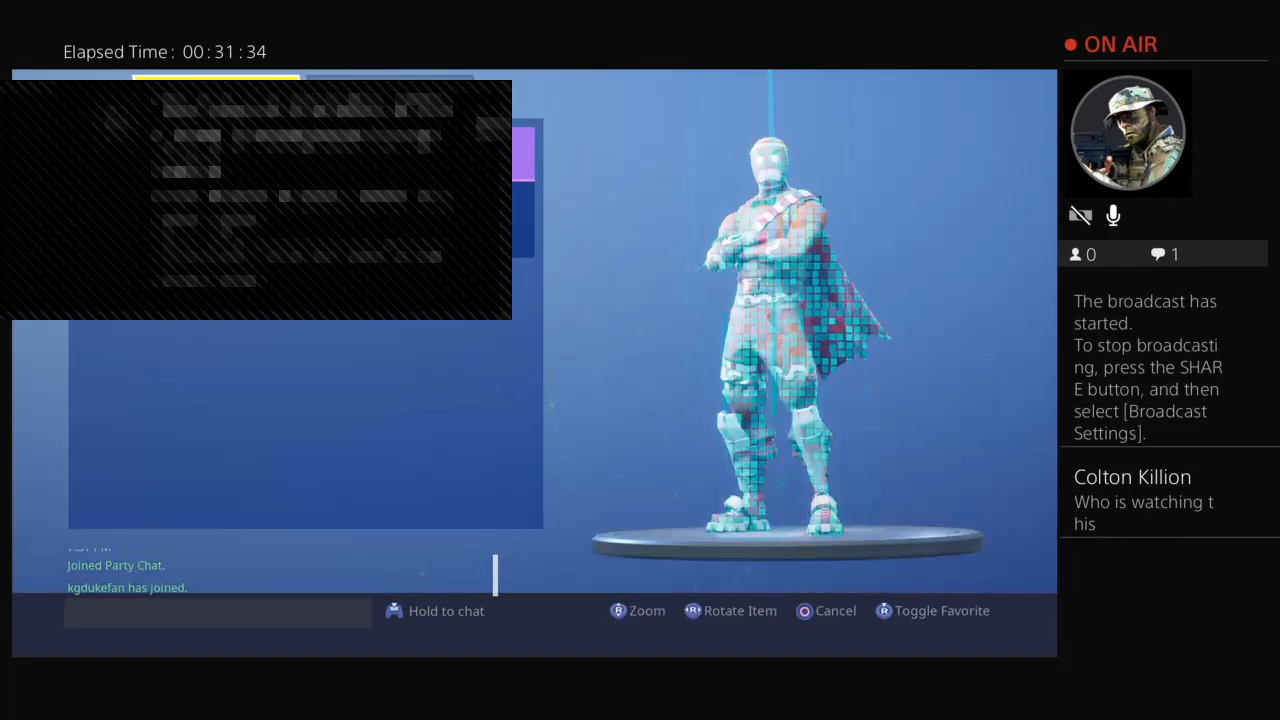 Elapsed Time: 00:31:34
ON AIR
0
1
The broadcast has
started.
To stop broadcasti
ng, press the SHAR
E button, and then
select [Broadcast
Settings].
Colton Killion
Who is watching t
his
Joined Party Chat.
kgdukefan has joined.
Hold to chat
R Zoom
R Rotate Item
Cancel
R Toggle Favorite